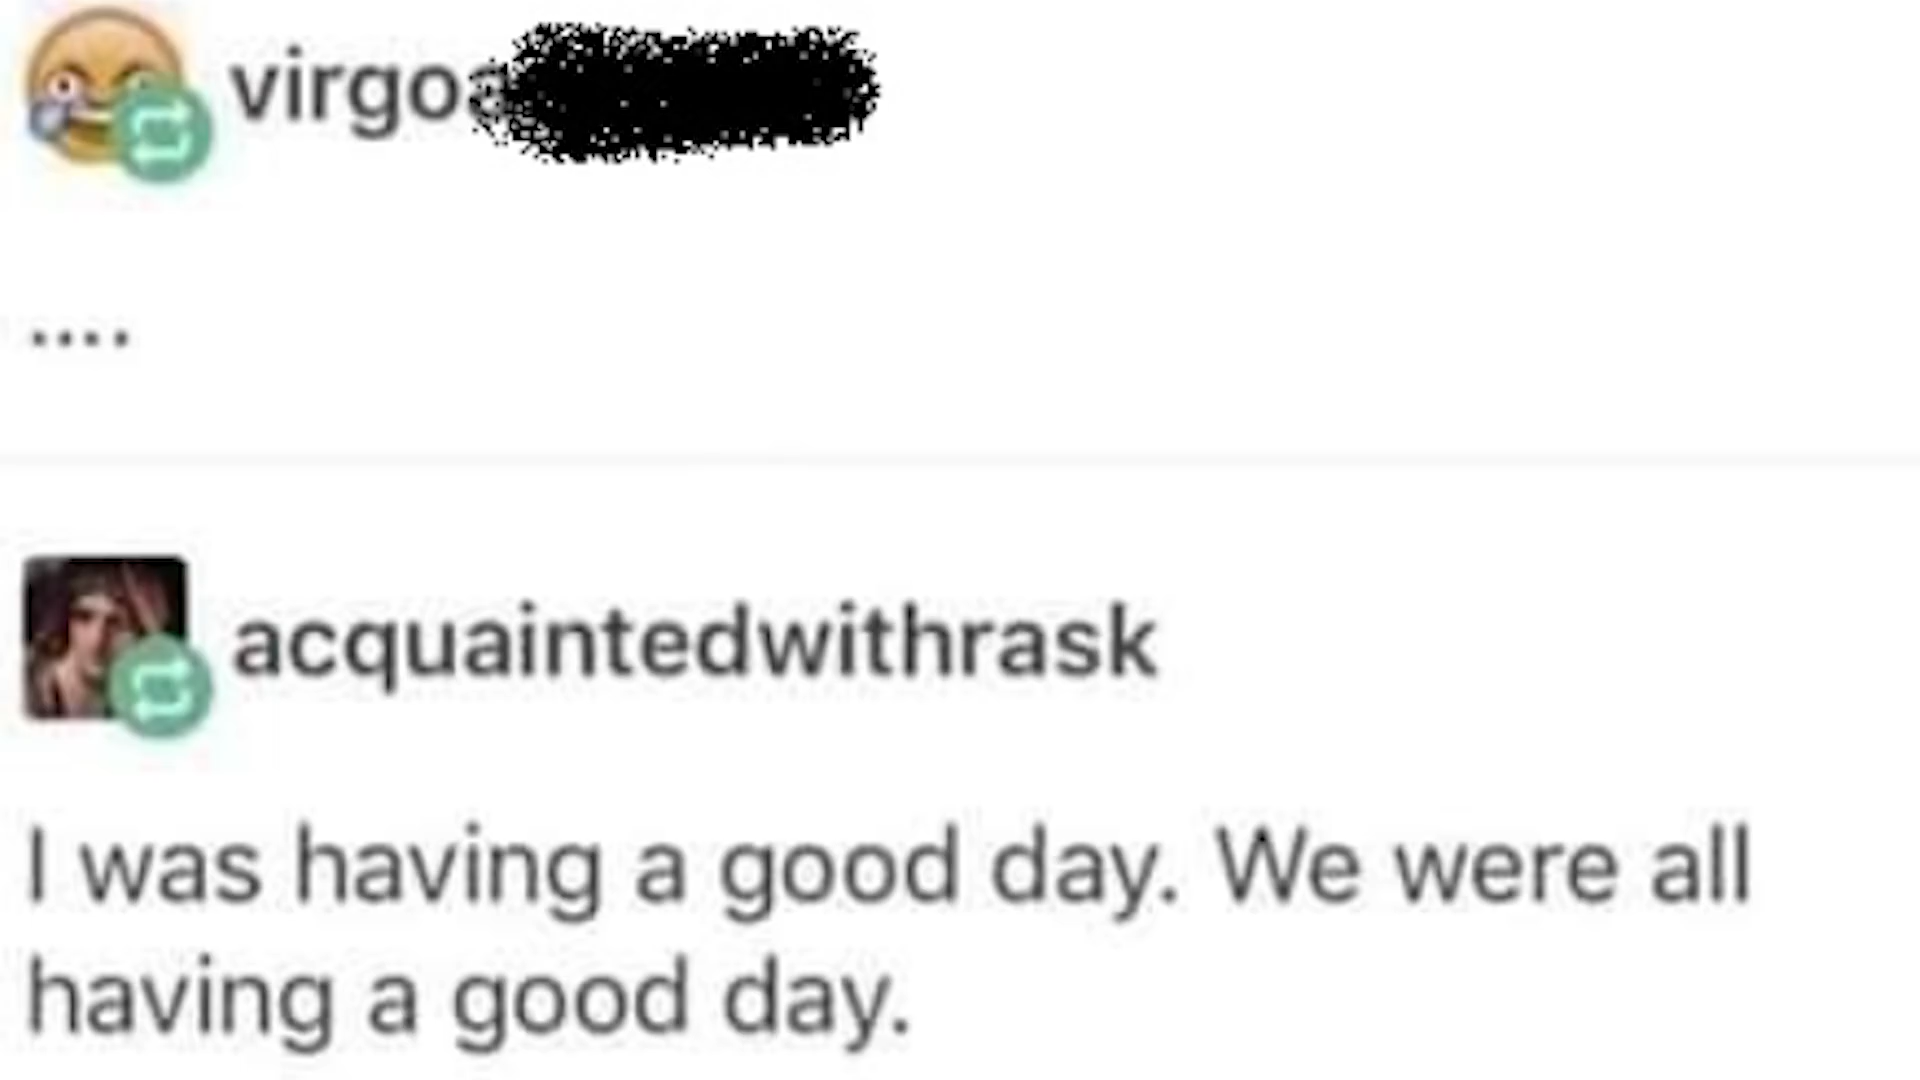 virgo
....
acquaintedwithrask
I was having a good day. We were all
having a good day.